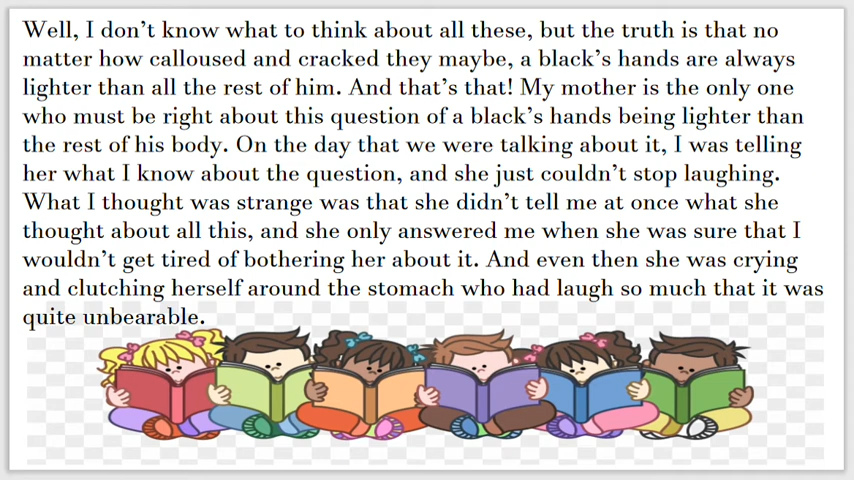 Well, I don’t know what to think about all these, but the truth is that no
matter how calloused and cracked they maybe, a black’s hands are always
lighter than all the rest of him. And that’s that! My mother is the only one
who must be right about this question of a black’s hands being lighter than
the rest of his body. On the day that we were talking about it, I was telling
her what I know about the question, and she just couldn’t stop laughing.
What I thought was strange was that she didn’t tell me at once what she
thought about all this, and she only answered me when she was sure that I
wouldn’t get tired of bothering her about it. And even then she was crying
and clutching herself around the stomach who had laugh so much that it was
quite unbearable.